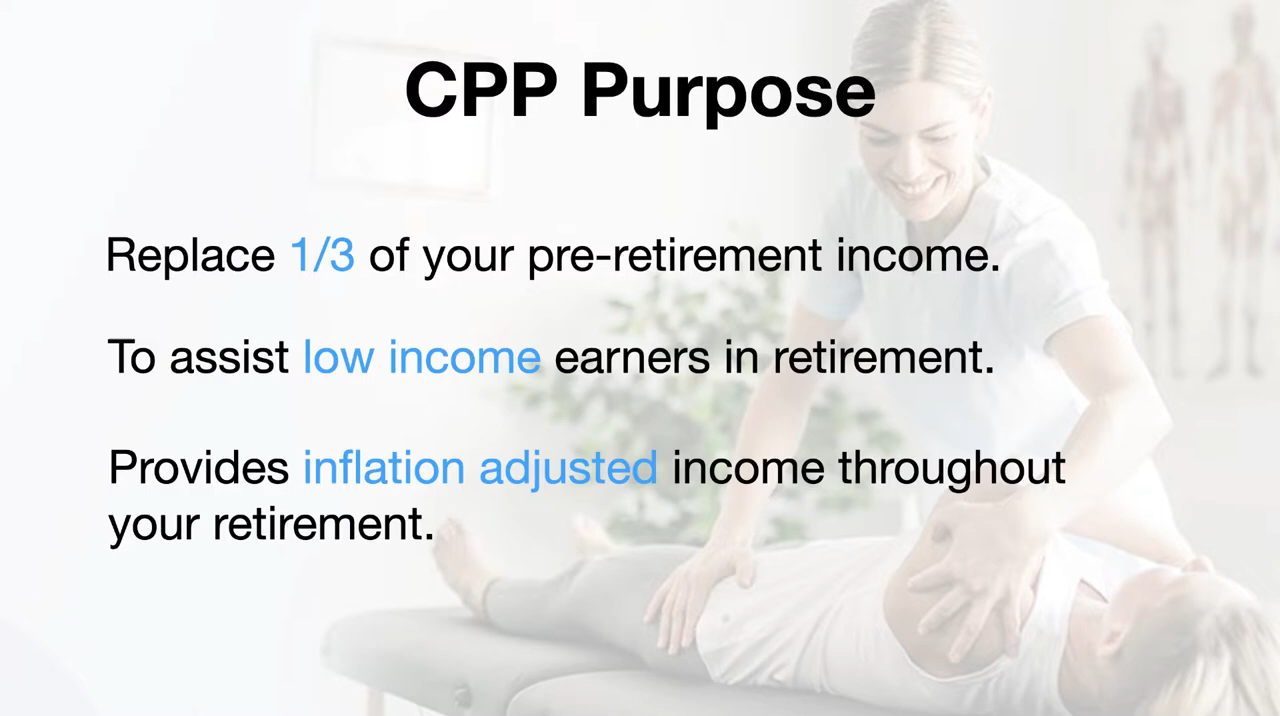 CPP Purpose
Replace 1/3 of your pre-retirement income.
To assist low income earners in retirement.
Provides inflation adjusted income throughout
your retirement.